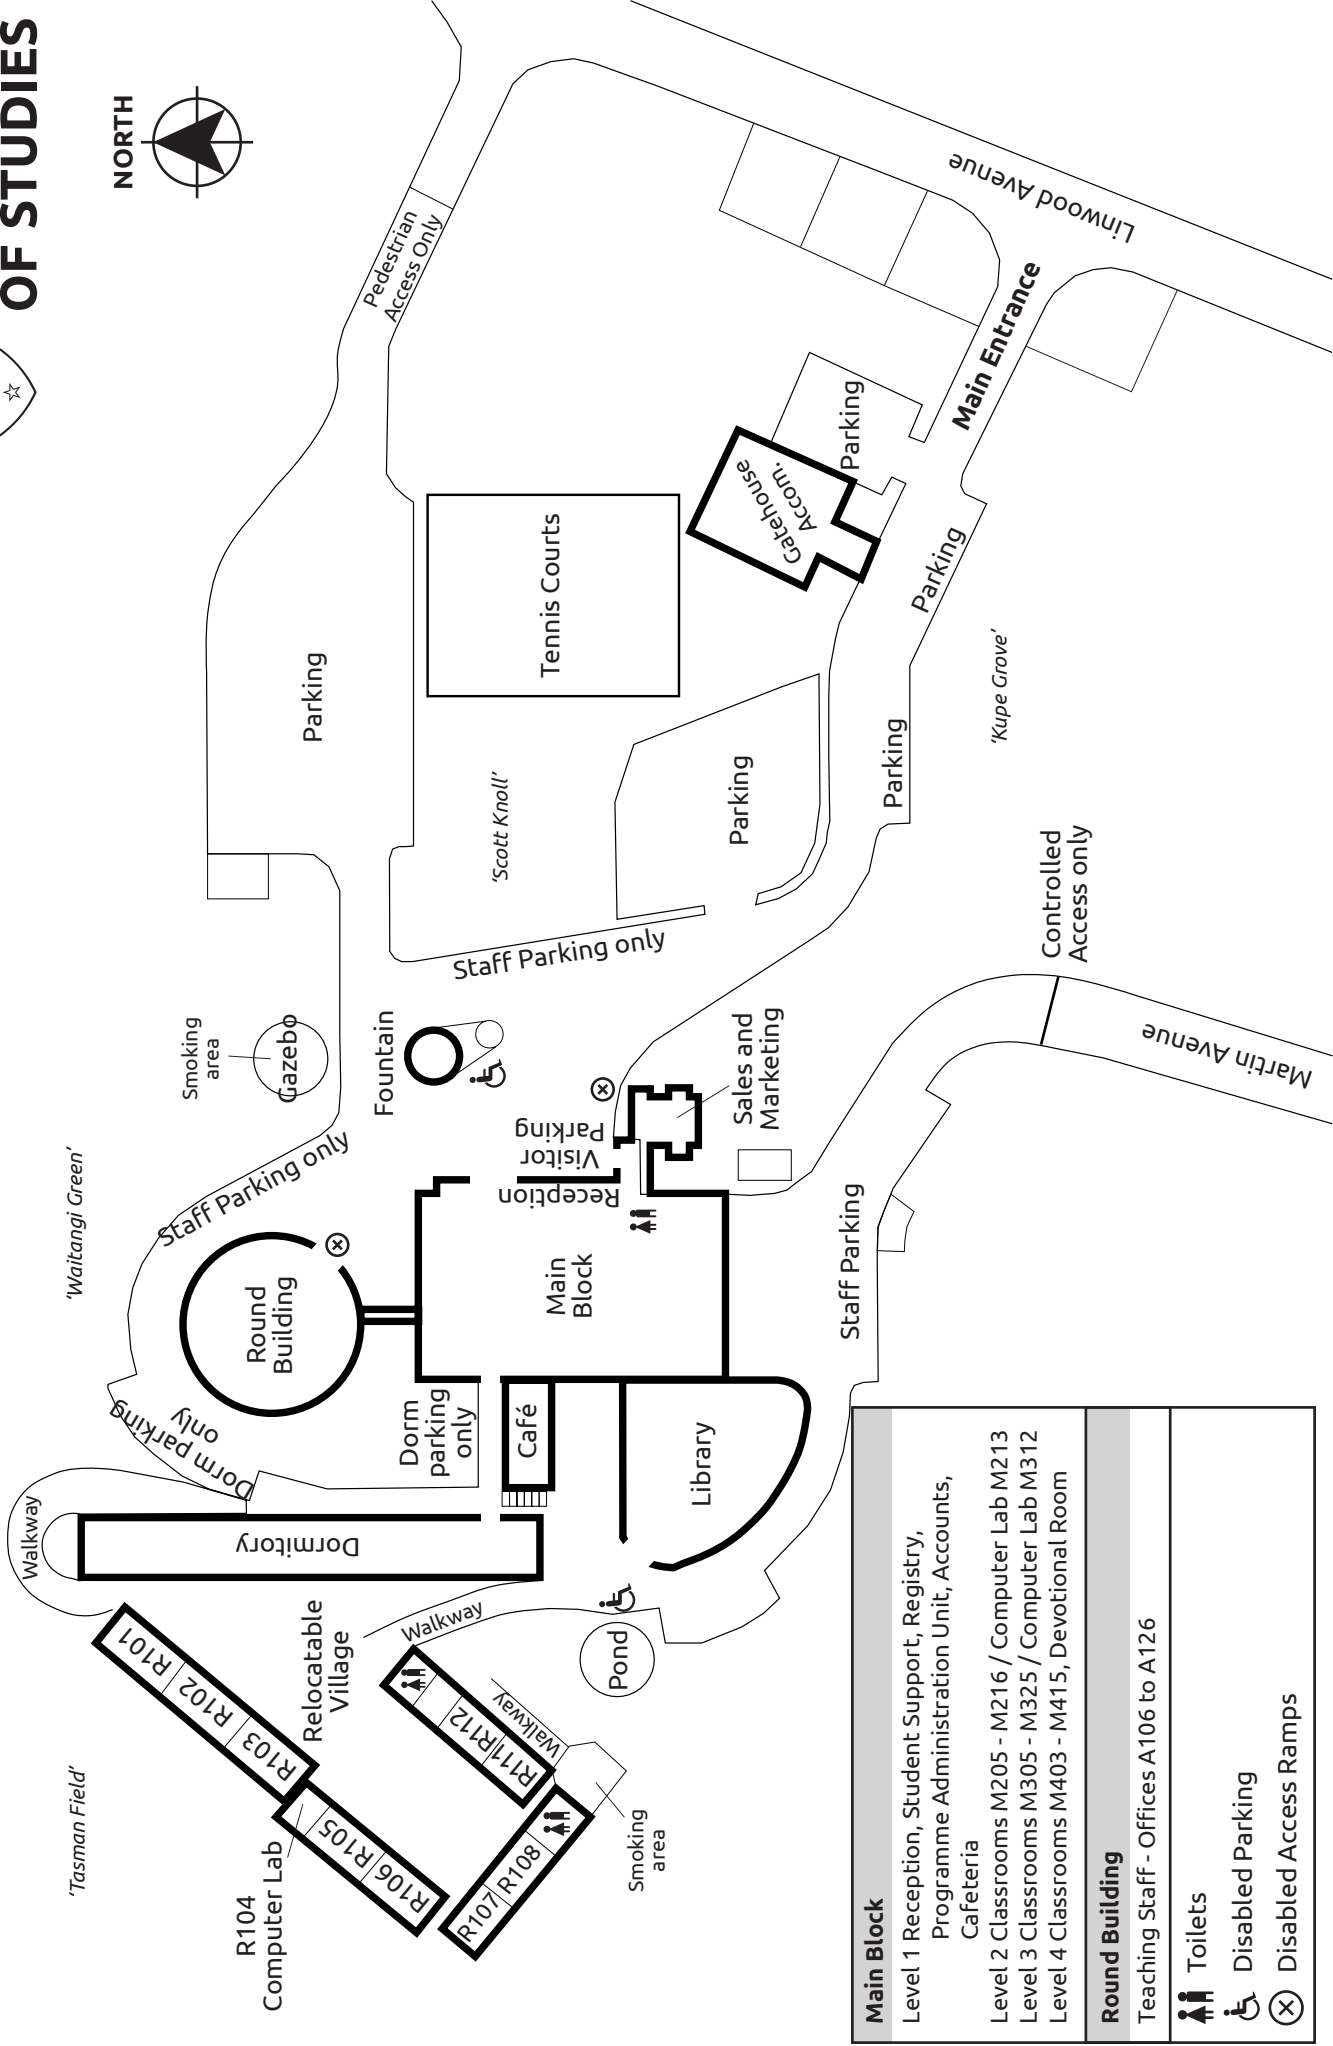 OF STUDIES
NORTH
Pedestrian
Access Only
Linwood Avenue
Main Entrance
Parking
Gatehouse
Accom.
Parking
Tennis Courts
Parking
Parking
Parking
'Kupe Grove'
'Scott Knoll'
Staff Parking only
Controlled
Access only
Martin Avenue
Smoking
area
Gazebo
Fountain
Sales and
Marketing
Visitor
Parking
Reception
'Waitangi Green'
Staff Parking only
Round
Building
Main
Block
Staff Parking
Dorm parking
only
Dorm
parking
only
Café
Library
Walkway
Dormitory
Walkway
Pond
Relocatable
Village
R101
R102
R103
R104
Computer Lab
R105
R106
R107
R108
R111
R112
Walkway
Smoking
area
'Tasman Field'
Main Block
Level 1 Reception, Student Support, Registry,
Programme Administration Unit, Accounts,
Cafeteria
Level 2 Classrooms M205 - M216 / Computer Lab M213
Level 3 Classrooms M305 - M325 / Computer Lab M312
Level 4 Classrooms M403 - M415, Devotional Room
Round Building
Teaching Staff - Offices A106 to A126
Toilets
Disabled Parking
Disabled Access Ramps